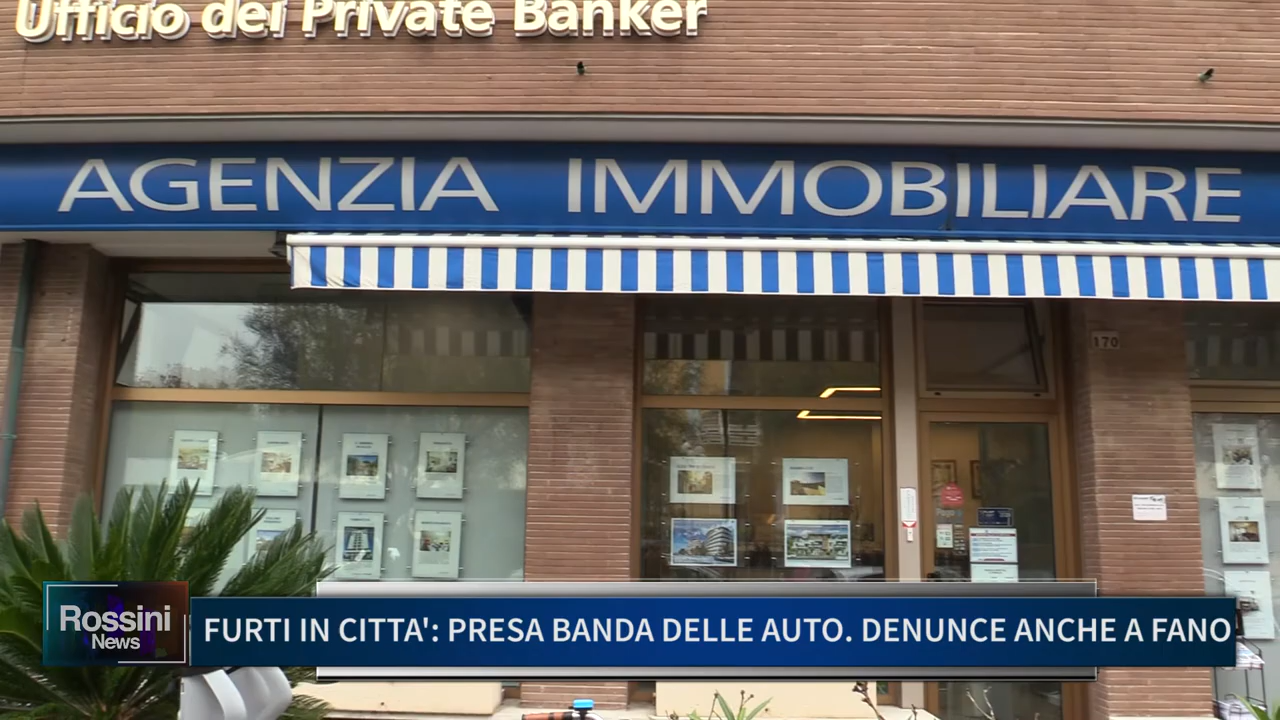 Ufficio dei Private Banker
AGENZIA IMMOBILIARE
170
Rossini
News
FURTI IN CITTA': PRESA BANDA DELLE AUTO. DENUNCE ANCHE A FANO